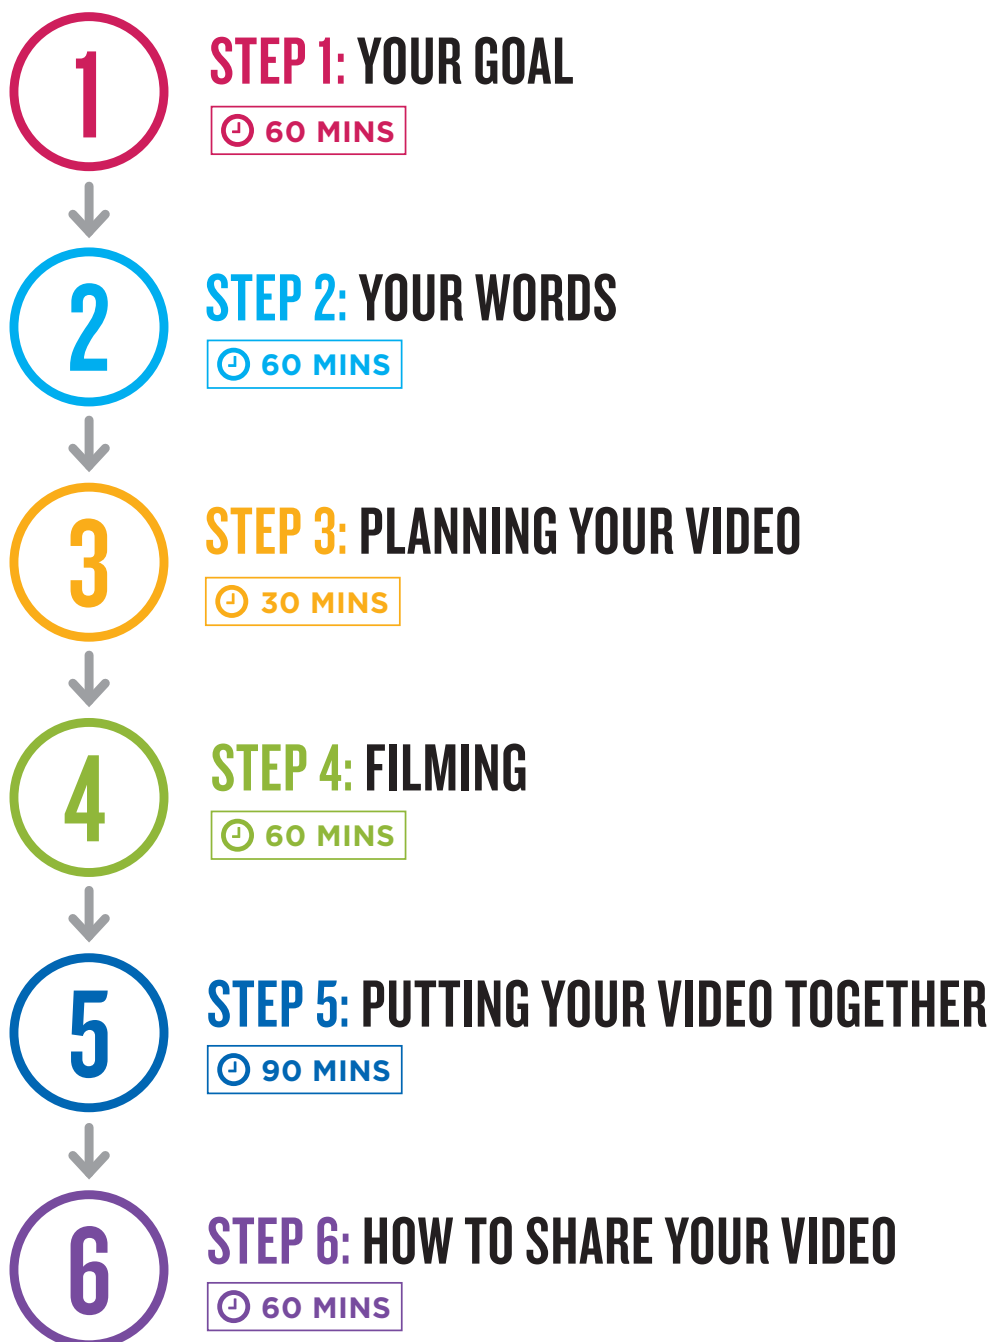 1
STEP 1: YOUR GOAL
60 MINS
2
STEP 2: YOUR WORDS
60 MINS
3
STEP 3: PLANNING YOUR VIDEO
30 MINS
4
STEP 4: FILMING
60 MINS
5
STEP 5: PUTTING YOUR VIDEO TOGETHER
90 MINS
6
STEP 6: HOW TO SHARE YOUR VIDEO
60 MINS